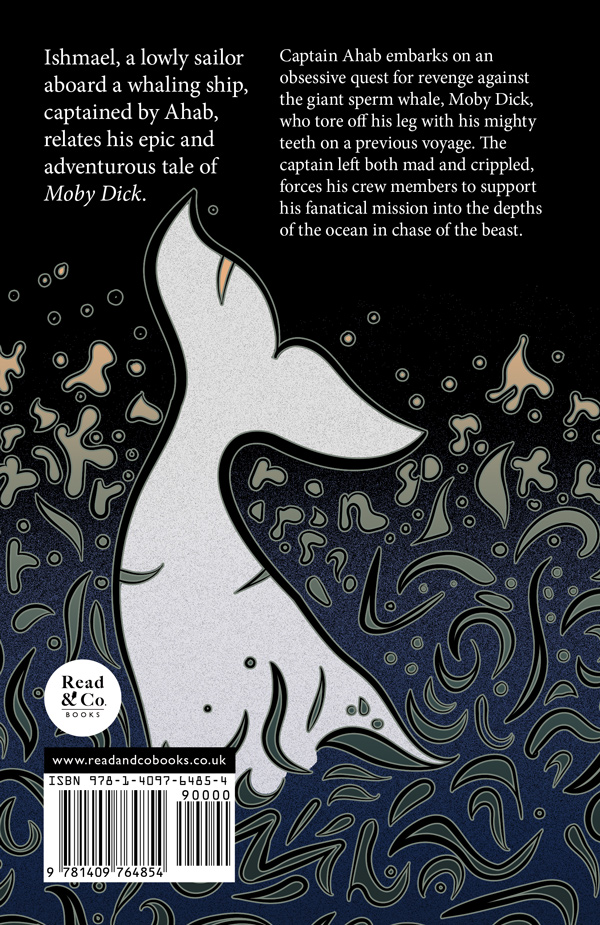 Ishmael, a lowly sailor
aboard a whaling ship,
captained by Ahab,
relates his epic and
adventurous tale of
Moby Dick.
Captain Ahab embarks on an
obsessive quest for revenge against
the giant sperm whale, Moby Dick,
who tore off his leg with his mighty
teeth on a previous voyage. The
captain left both mad and crippled,
forces his crew members to support
his fanatical mission into the depths
of the ocean in chase of the beast.
Read
& Co.
BOOKS
www.readandcobooks.co.uk
ISBN 978-1-4097-6485-4
90000
9 781409 764854